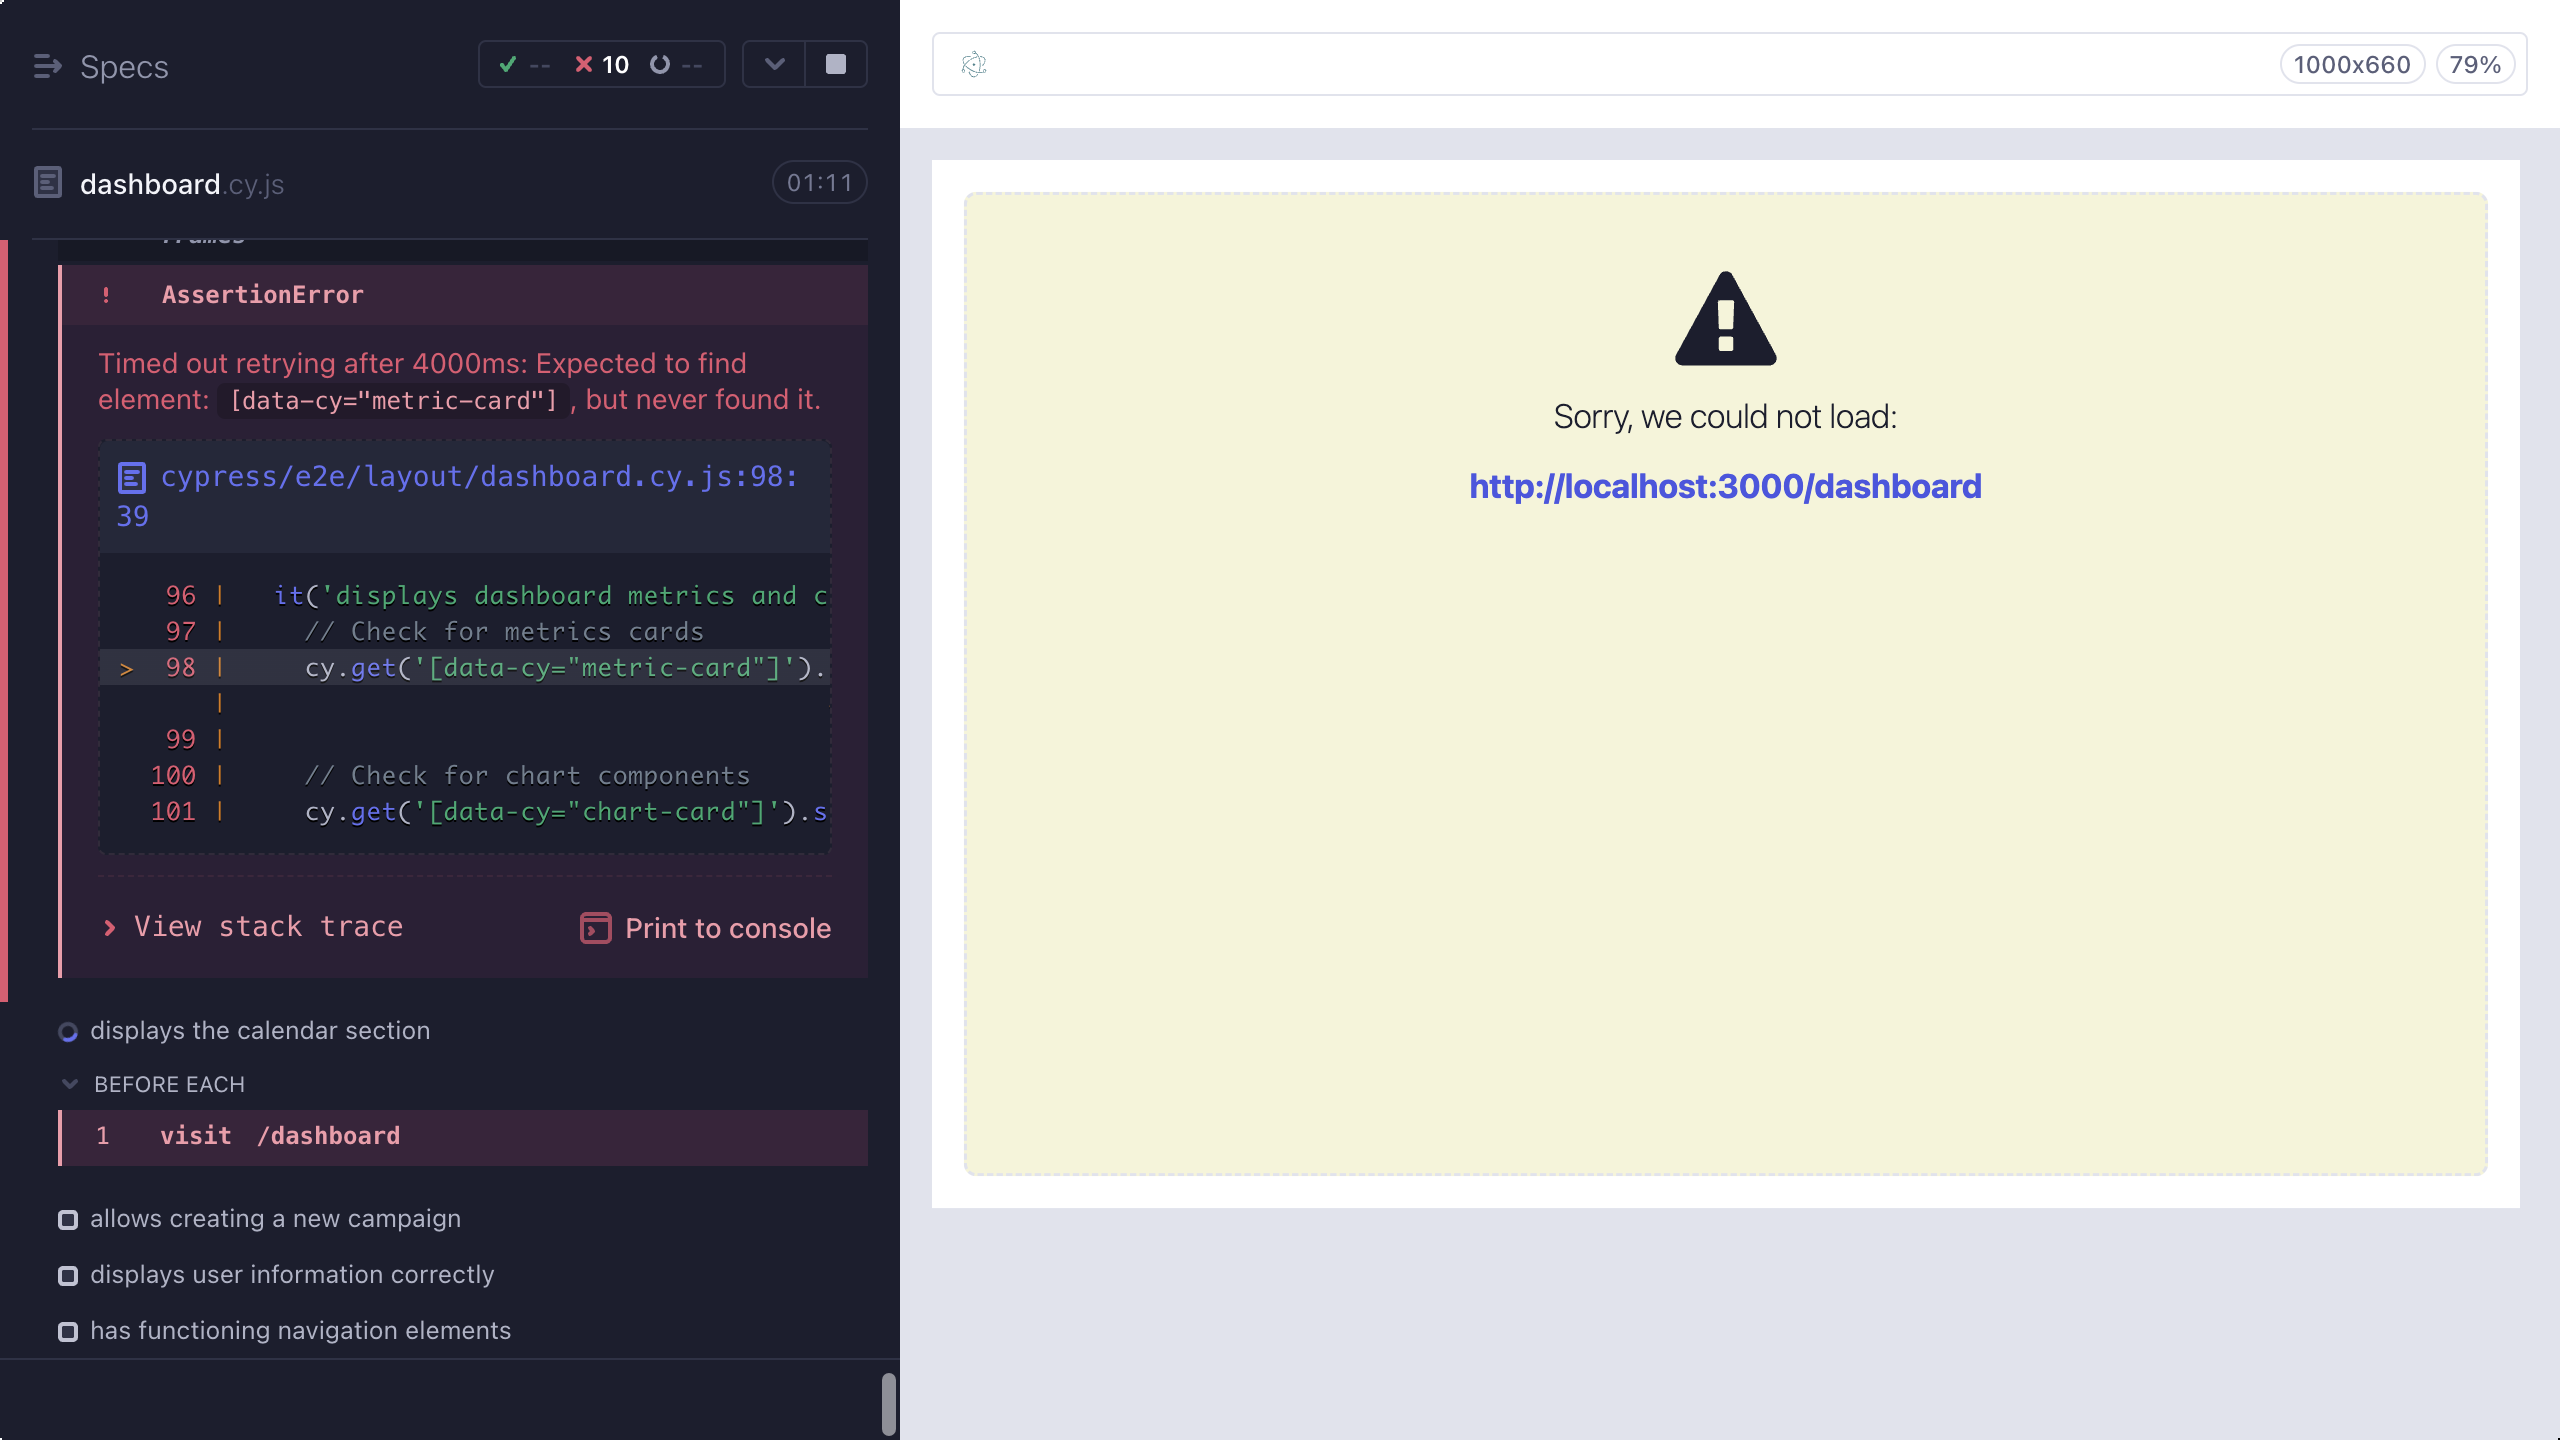 Specs
-- 10 --
dashboard.cy.js 01:11
AssertionError
Timed out retrying after 4000ms: Expected to find
element: [data-cy="metric-card"], but never found it.
cypress/e2e/layout/dashboard.cy.js:98:
39
96 | it('displays dashboard metrics and c
97 | // Check for metrics cards
> 98 | cy.get('[data-cy="metric-card"]').
|
99 |
100 | // Check for chart components
101 | cy.get('[data-cy="chart-card"]').s
View stack trace Print to console
displays the calendar section
BEFORE EACH
1 visit /dashboard
allows creating a new campaign
displays user information correctly
has functioning navigation elements
1000x660 79%
Sorry, we could not load:
http://localhost:3000/dashboard